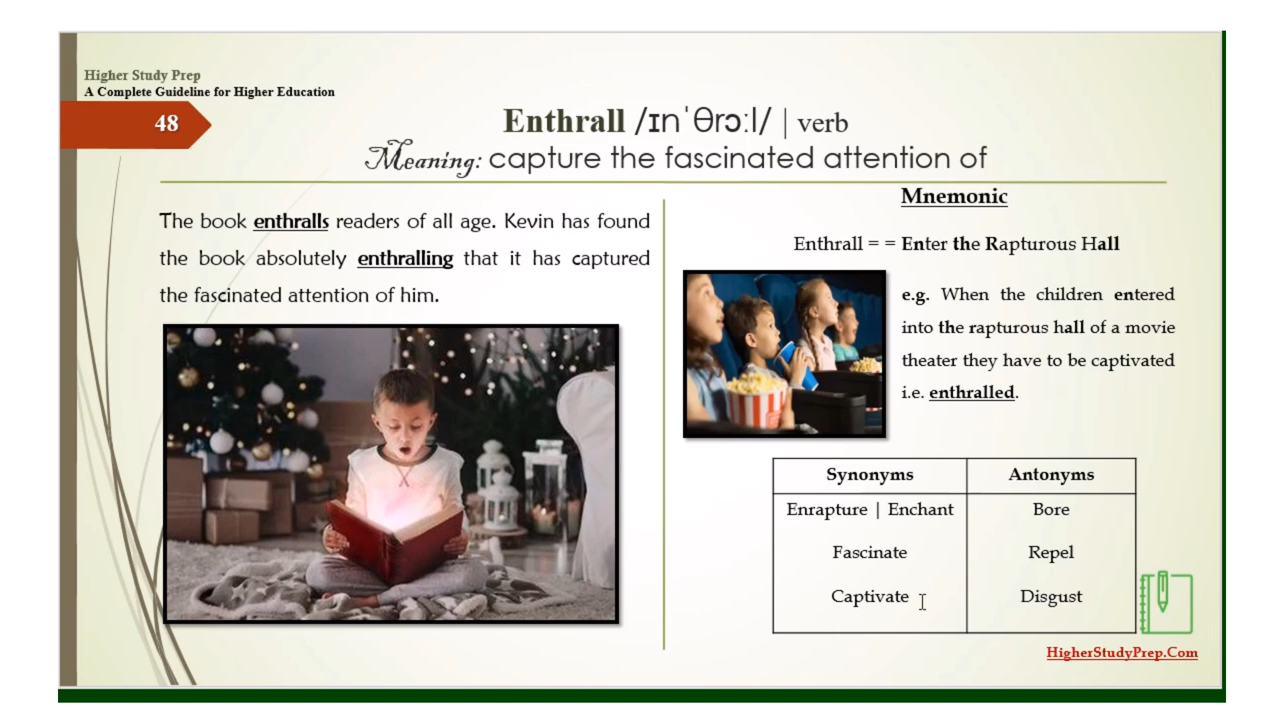 Higher Study Prep
A Complete Guideline for Higher Education
48
Enthrall /ɪnˈθrɔːl/ | verb
Meaning: capture the fascinated attention of
The book enthralls readers of all age. Kevin has found
the book absolutely enthralling that it has captured
the fascinated attention of him.
Mnemonic
Enthrall = = Enter the Rapturous Hall
e.g. When the children entered
into the rapturous hall of a movie
theater they have to be captivated
i.e. enthralled.
Synonyms Antonyms
Enrapture | Enchant Bore
Fascinate Repel
Captivate Disgust
HigherStudyPrep.Com